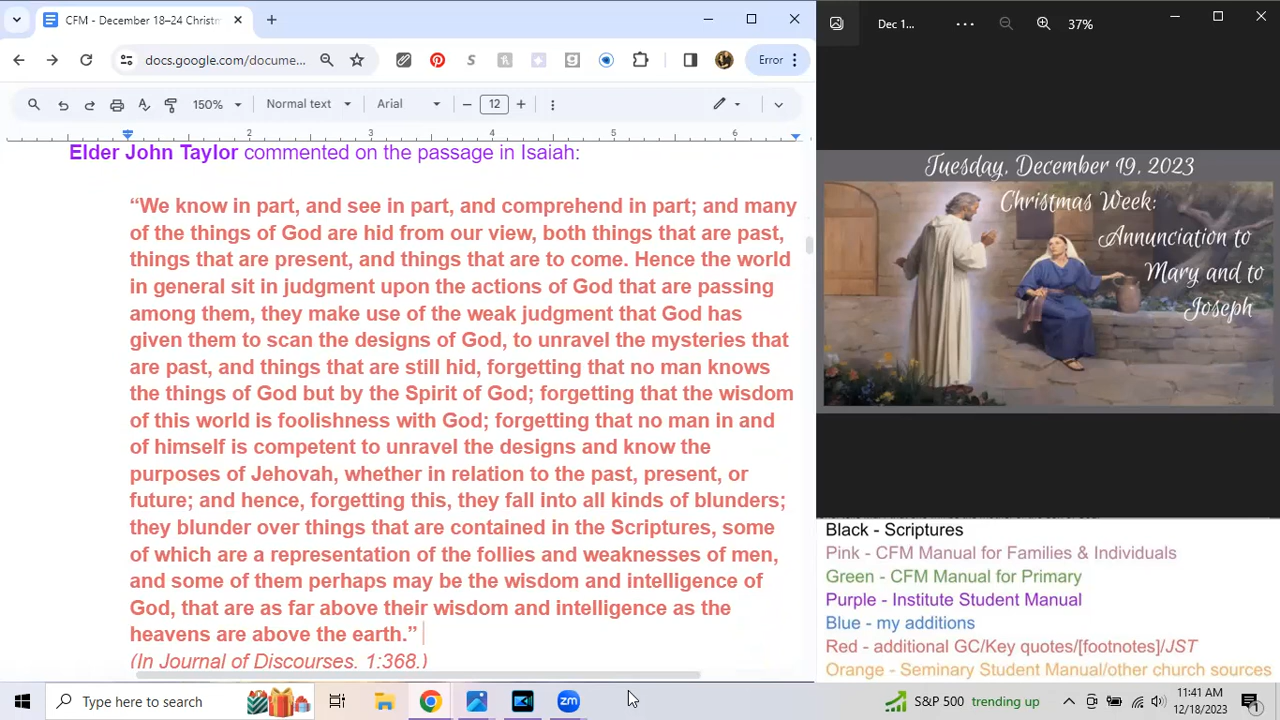 CFM - December 18–24 Christm
docs.google.com/docume...
Error
150%
Normal text
Arial
12
2
3
4
5
6
Elder John Taylor commented on the passage in Isaiah:
“We know in part, and see in part, and comprehend in part; and many
of the things of God are hid from our view, both things that are past,
things that are present, and things that are to come. Hence the world
in general sit in judgment upon the actions of God that are passing
among them, they make use of the weak judgment that God has
given them to scan the designs of God, to unravel the mysteries that
are past, and things that are still hid, forgetting that no man knows
the things of God but by the Spirit of God; forgetting that the wisdom
of this world is foolishness with God; forgetting that no man in and
of himself is competent to unravel the designs and know the
purposes of Jehovah, whether in relation to the past, present, or
future; and hence, forgetting this, they fall into all kinds of blunders;
they blunder over things that are contained in the Scriptures, some
of which are a representation of the follies and weaknesses of men,
and some of them perhaps may be the wisdom and intelligence of
God, that are as far above their wisdom and intelligence as the
heavens are above the earth.”
(In Journal of Discourses. 1:368.)
Dec 1...
37%
Tuesday, December 19, 2023
Christmas Week:
Annunciation to
Mary and to
Joseph
Black - Scriptures
Pink - CFM Manual for Families & Individuals
Green - CFM Manual for Primary
Purple - Institute Student Manual
Blue - my additions
Red - additional GC/Key quotes/[footnotes]/JST
Orange - Seminary Student Manual/other church sources
Type here to search
zm
S&P 500 trending up
11:41 AM
12/18/2023
1